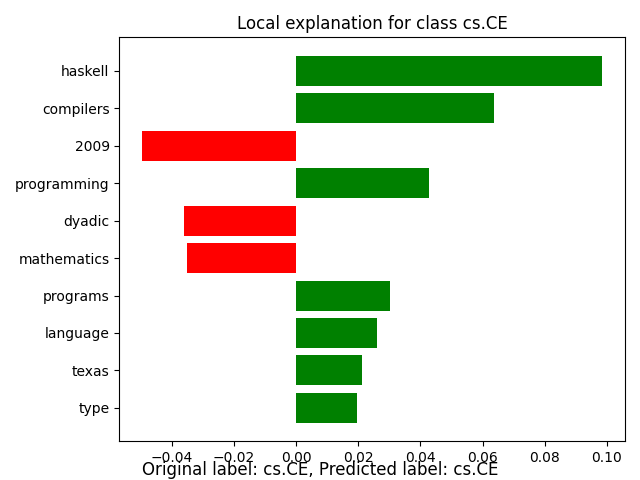 Local explanation for class cs.CE
haskell
compilers
2009
programming
dyadic
mathematics
programs
language
texas
type
−0.04 −0.02 0.00 0.02 0.04 0.06 0.08 0.10
Original label: cs.CE, Predicted label: cs.CE